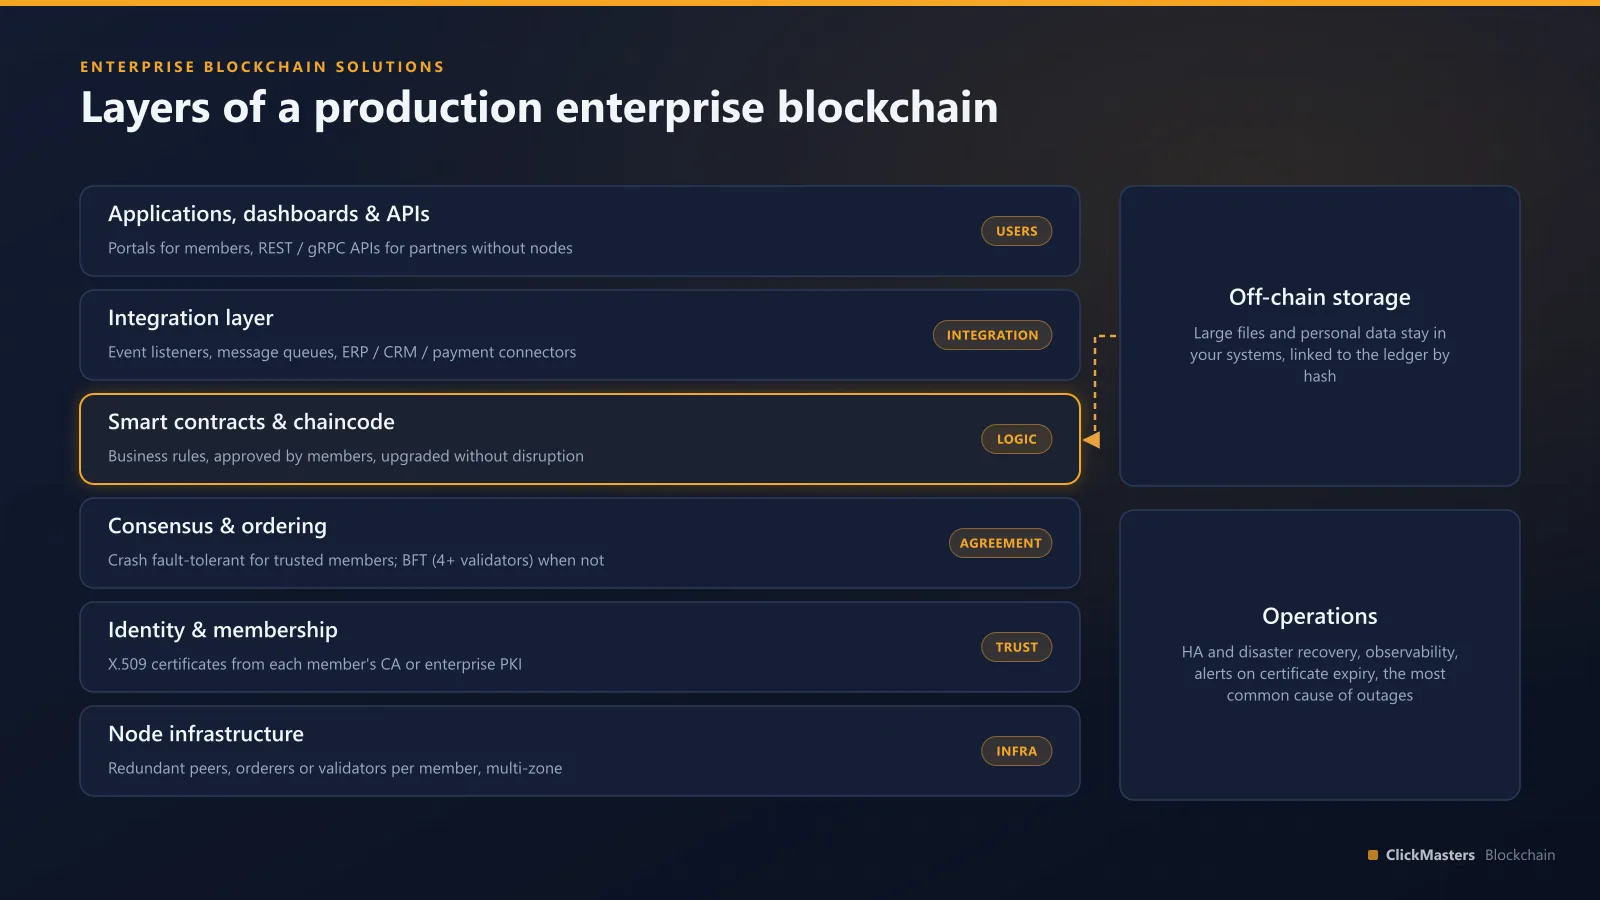 ENTERPRISE BLOCKCHAIN SOLUTIONS
Layers of a production enterprise blockchain
Applications, dashboards & APIs
Portals for members, REST / gRPC APIs for partners without nodes
USERS
Integration layer
Event listeners, message queues, ERP / CRM / payment connectors
INTEGRATION
Smart contracts & chaincode
Business rules, approved by members, upgraded without disruption
LOGIC
Consensus & ordering
Crash fault-tolerant for trusted members; BFT (4+ validators) when not
AGREEMENT
Identity & membership
X.509 certificates from each member's CA or enterprise PKI
TRUST
Node infrastructure
Redundant peers, orderers or validators per member, multi-zone
INFRA
Off-chain storage
Large files and personal data stay in
your systems, linked to the ledger by
hash
Operations
HA and disaster recovery, observability,
alerts on certificate expiry, the most
common cause of outages
ClickMasters Blockchain